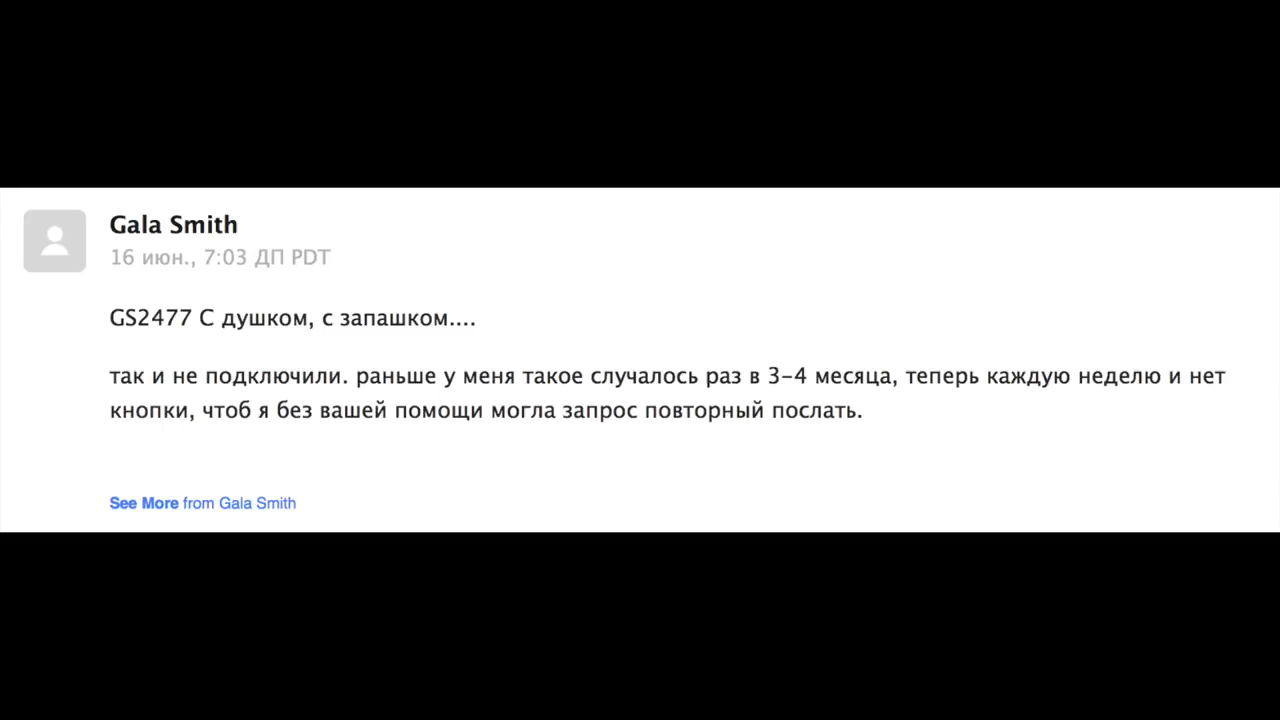 Gala Smith
16 июн., 7:03 ДП PDT
GS2477 С душком, с запашком....
так и не подключили. раньше у меня такое случалось раз в 3-4 месяца, теперь каждую неделю и нет
кнопки, чтоб я без вашей помощи могла запрос повторный послать.
See More from Gala Smith